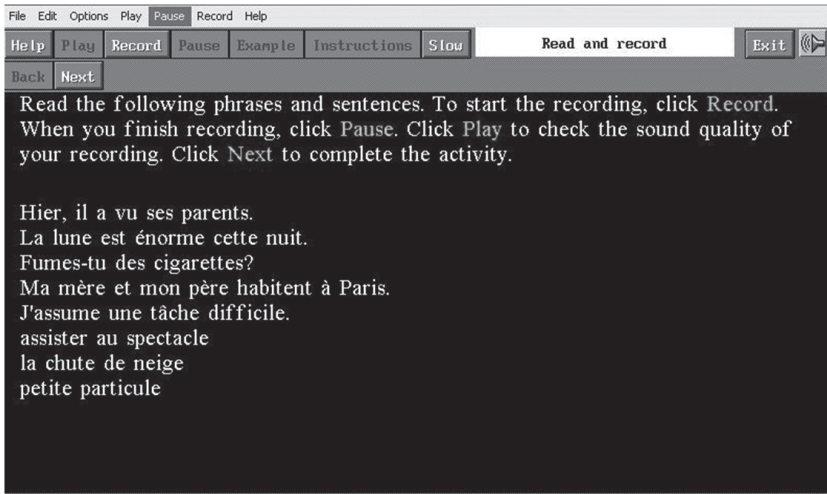 File Edit Options Play Pause Record Help
Help Play Record Pause Example Instructions Slow Read and record Exit
Back Next
Read the following phrases and sentences. To start the recording, click Record.
When you finish recording, click Pause. Click Play to check the sound quality of
your recording. Click Next to complete the activity.
Hier, il a vu ses parents.
La lune est énorme cette nuit.
Fumes-tu des cigarettes?
Ma mère et mon père habitent à Paris.
J'assume une tâche difficile.
assister au spectacle
la chute de neige
petite particule